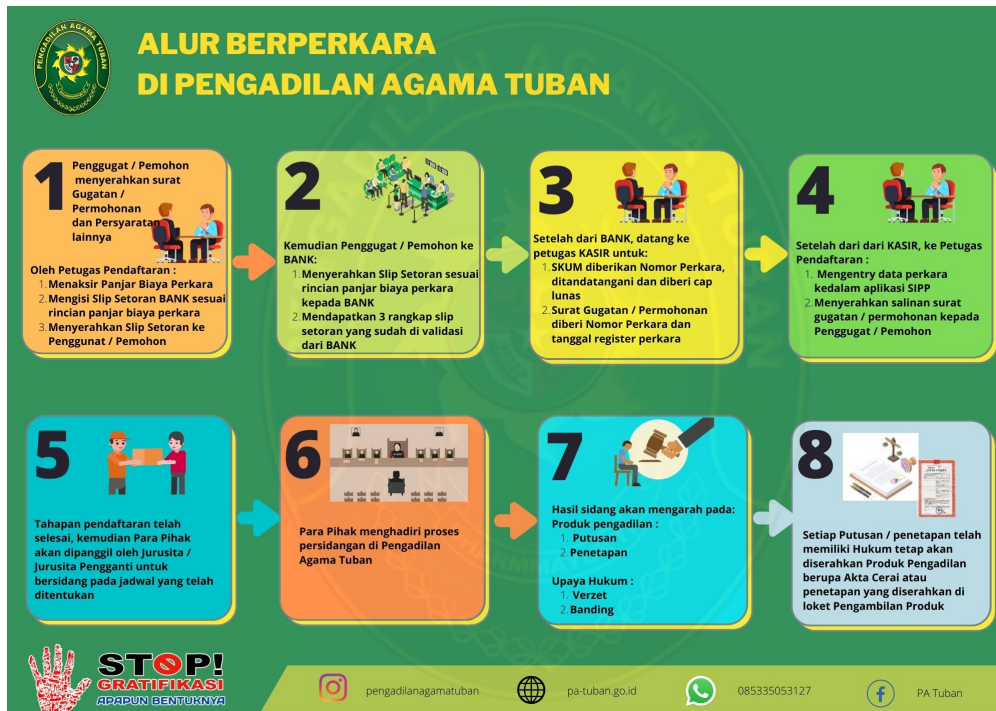 PENGADILAN AGAMA TUBAN
ALUR BERPERKARA
DI PENGADILAN AGAMA TUBAN
1
Penggugat / Pemohon
menyerahkan surat
Gugatan /
Permohonan
dan Persyaratan
lainnya
Oleh Petugas Pendaftaran :
1. Menaksir Panjar Biaya Perkara
2. Mengisi Slip Setoran BANK sesuai
rincian panjar biaya perkara
3. Menyerahkan Slip Setoran ke
Penggunat / Pemohon
2
Kemudian Penggugat / Pemohon ke
BANK:
1. Menyerahkan Slip Setoran sesuai
rincian panjar biaya perkara
kepada BANK
2. Mendapatkan 3 rangkap slip
setoran yang sudah di validasi
dari BANK
3
Setelah dari BANK, datang ke
petugas KASIR untuk:
1. SKUM diberikan Nomor Perkara,
ditandatangani dan diberi cap
lunas
2. Surat Gugatan / Permohonan
diberi Nomor Perkara dan
tanggal register perkara
4
Setelah dari dari KASIR, ke Petugas
Pendaftaran :
1. Mengentry data perkara
kedalam aplikasi SIPP
2. Menyerahkan salinan surat
gugatan / permohonan kepada
Penggugat / Pemohon
5
Tahapan pendaftaran telah
selesai, kemudian Para Pihak
akan dipanggil oleh Jurusita /
Jurusita Pengganti untuk
bersidang pada jadwal yang telah
ditentukan
6
Para Pihak menghadiri proses
persidangan di Pengadilan
Agama Tuban
7
Hasil sidang akan mengarah pada:
Produk pengadilan :
1. Putusan
2. Penetapan
Upaya Hukum :
1. Verzet
2. Banding
8
Setiap Putusan / penetapan telah
memiliki Hukum tetap akan
diserahkan Produk Pengadilan
berupa Akta Cerai atau
penetapan yang diserahkan di
loket Pengambilan Produk
STOP!
GRATIFIKASI
APAPUN BENTUKNYA
pengadilanagamatuban
pa-tuban.go.id
085335053127
PA Tuban